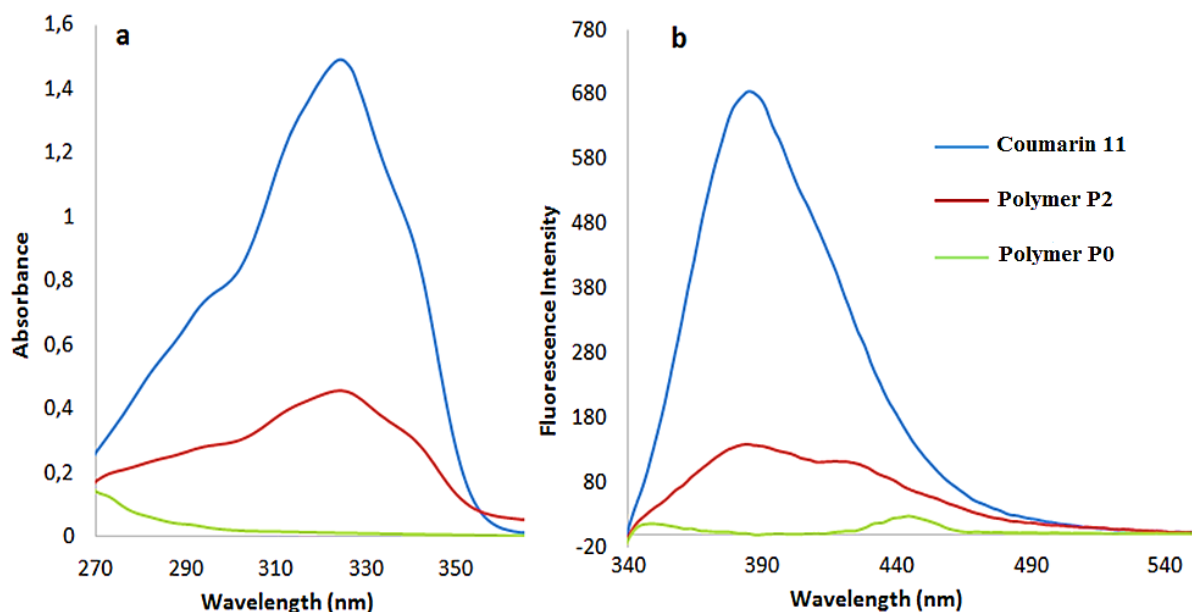 a
1,6
1,4
1,2
1
0,8
0,6
0,4
0,2
0
Absorbance
270 290 310 330 350
Wavelength (nm)
b
780
680
580
480
380
280
180
80
-20
Fluorescence Intensity
340 390 440 490 540
Wavelength (nm)
Coumarin 11
Polymer P2
Polymer P0